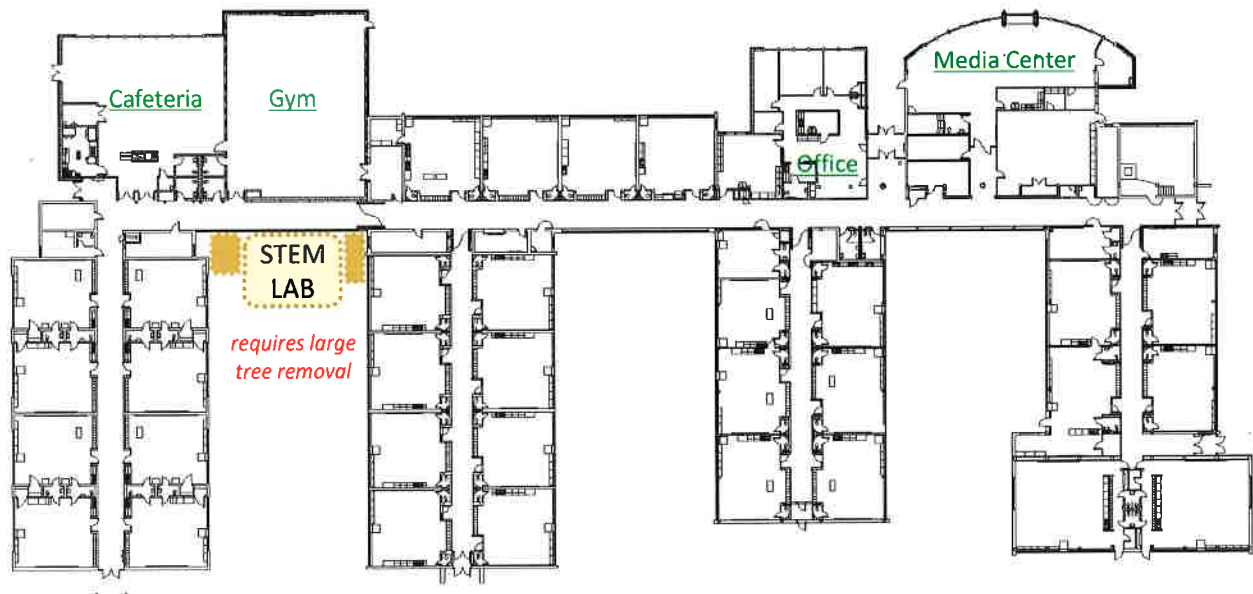 Media Center
Cafeteria
Gym
Office
STEM
LAB
requires large
tree removal